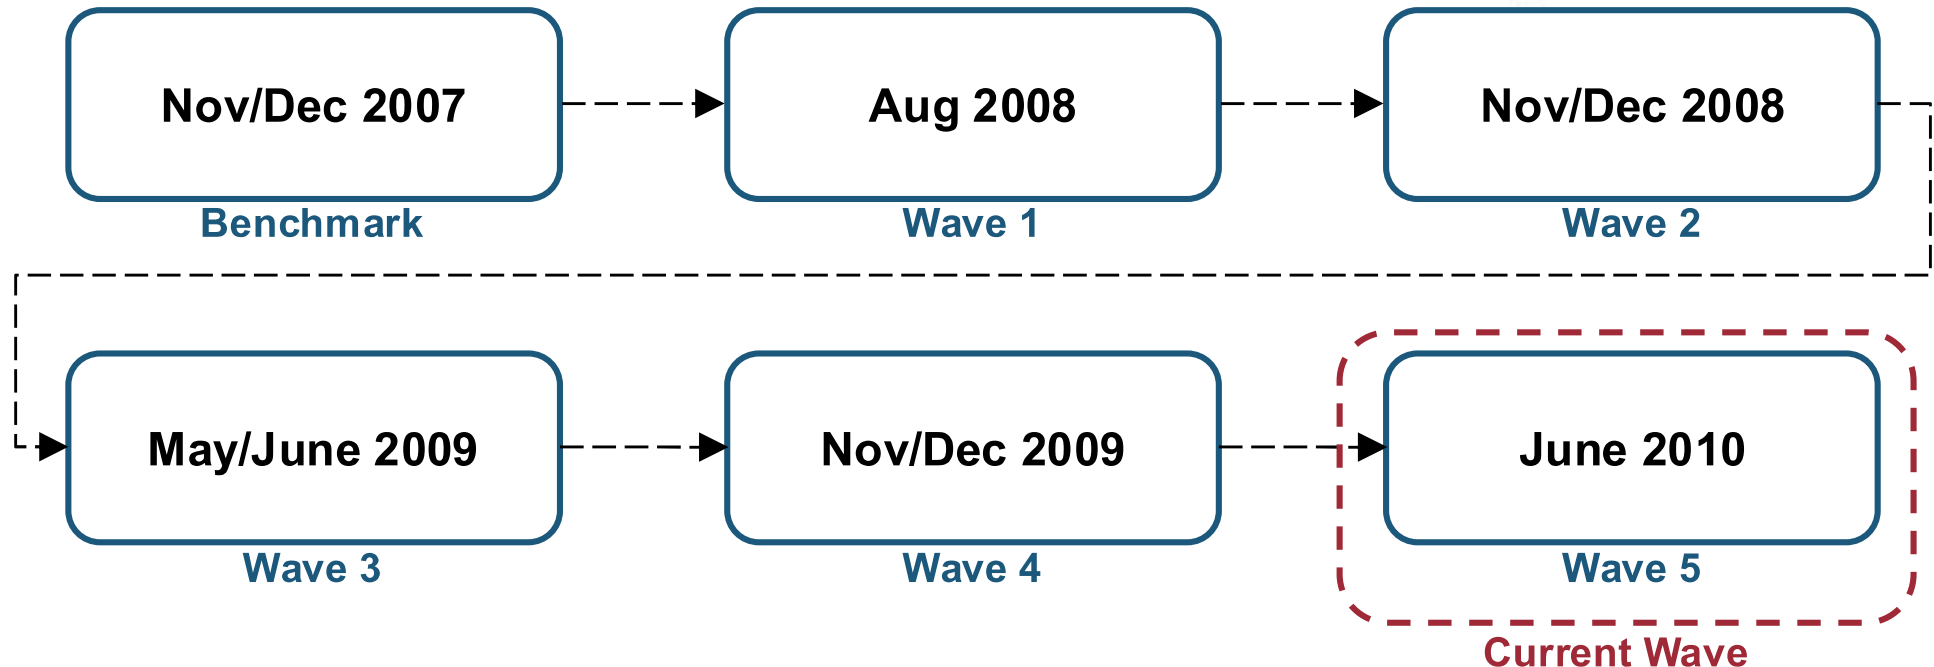 Nov/Dec 2007
Aug 2008
Nov/Dec 2008
Benchmark
Wave 1
Wave 2
May/June 2009
Nov/Dec 2009
June 2010
Wave 3
Wave 4
Wave 5
Current Wave